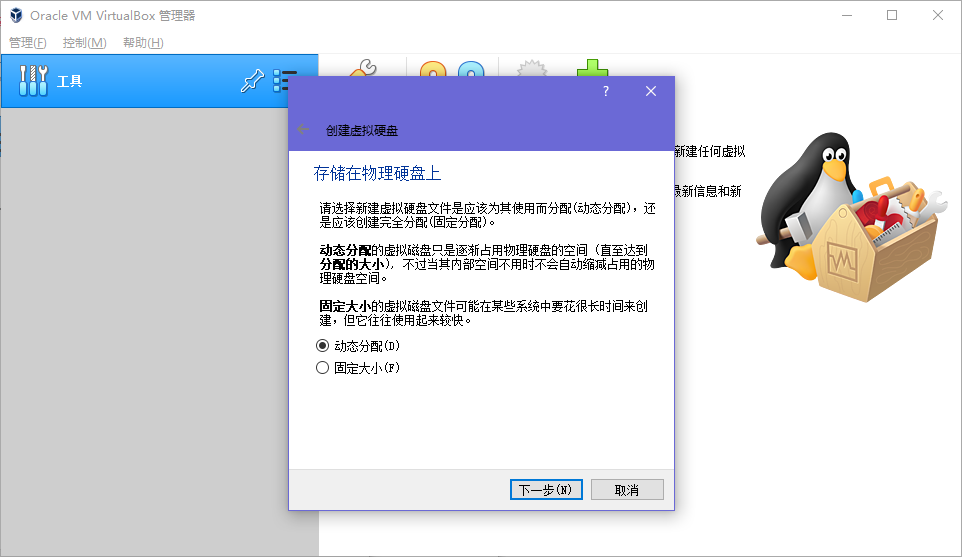 Oracle VM VirtualBox 管理器
管理(F) 控制(M) 帮助(H)
工具
?
创建虚拟硬盘
新建任何虚拟
最新信息和新
存储在物理硬盘上
请选择新建虚拟硬盘文件是应该为其使用而分配(动态分配)，还
是应该创建完全分配(固定分配)。
动态分配的虚拟磁盘只是逐渐占用物理硬盘的空间（直至达到
分配的大小），不过当其内部空间不用时不会自动缩减占用的物
理硬盘空间。
固定大小的虚拟磁盘文件可能在某些系统中要花很长时间来创
建，但它往往使用起来较快。
动态分配(D)
固定大小(F)
下一步(N) 取消